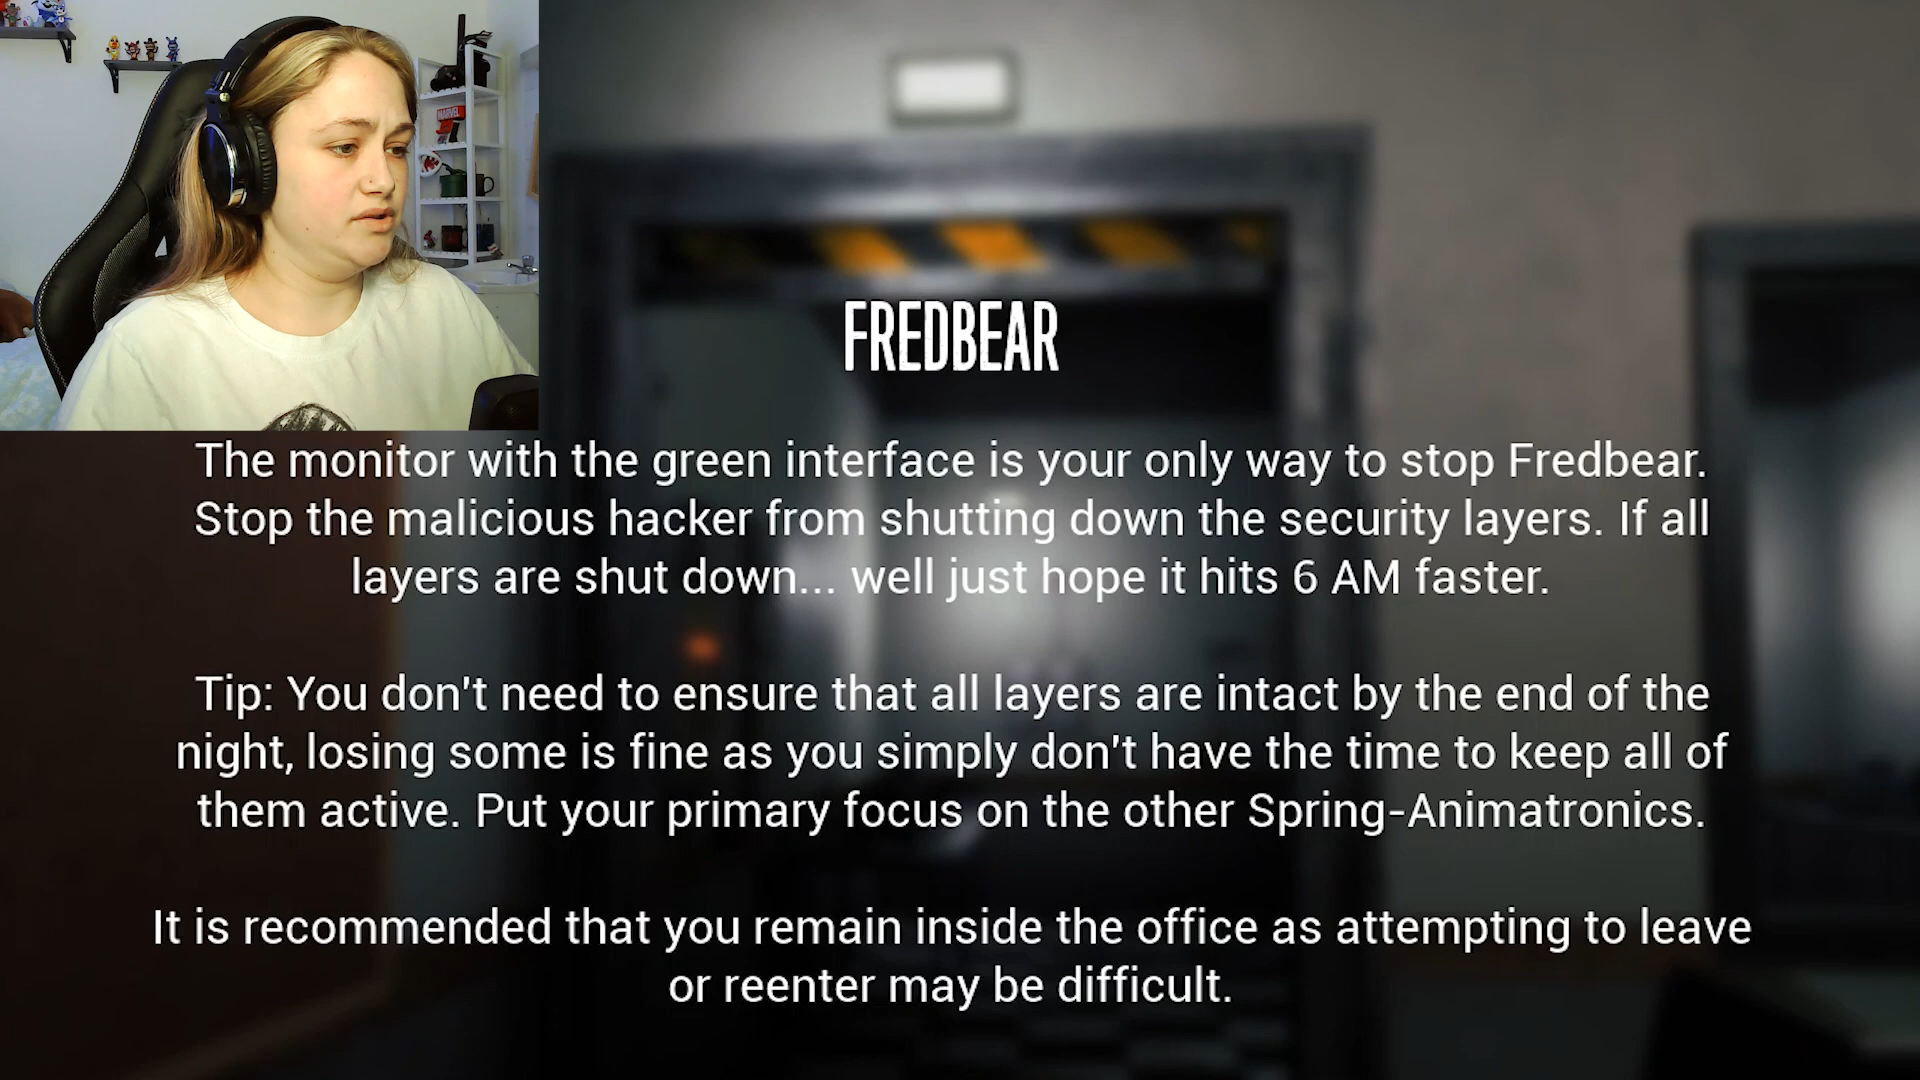 MARVEL
FREDBEAR
The monitor with the green interface is your only way to stop Fredbear.
Stop the malicious hacker from shutting down the security layers. If all
layers are shut down... well just hope it hits 6 AM faster.
Tip: You don't need to ensure that all layers are intact by the end of the
night, losing some is fine as you simply don't have the time to keep all of
them active. Put your primary focus on the other Spring-Animatronics.
It is recommended that you remain inside the office as attempting to leave
or reenter may be difficult.